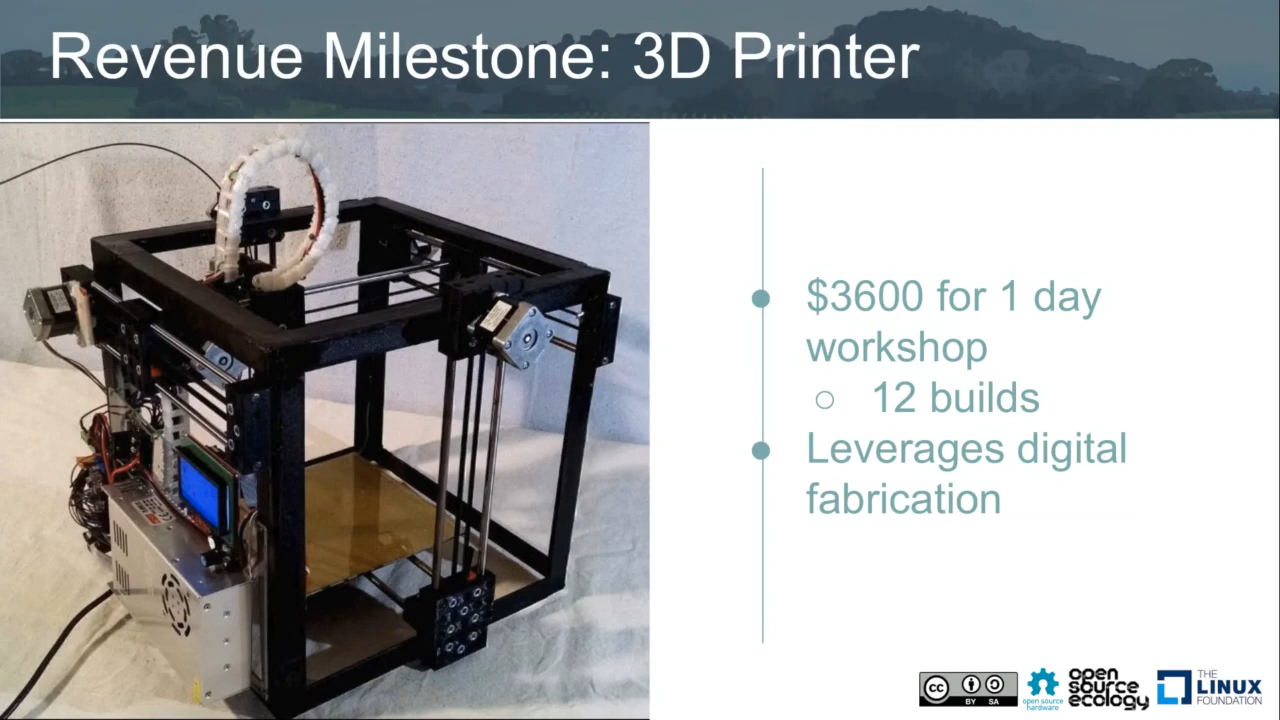 Revenue Milestone: 3D Printer
$3600 for 1 day
workshop
12 builds
Leverages digital
fabrication
cc
BY SA
open source
hardware
open
source
ecology
THE
LINUX
FOUNDATION